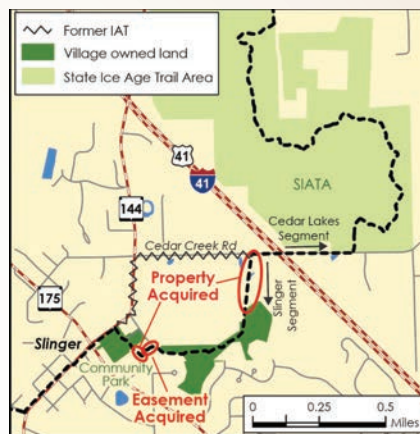 Former IAT
Village owned land
State Ice Age Trail Area
41
41
SIATA
144
Cedar Lakes
Segment
Cedar Creek Rd
Property
Acquired
Slinger
Segment
175
Slinger
Community
Park
Easement
Acquired
0 0.25 0.5
Miles